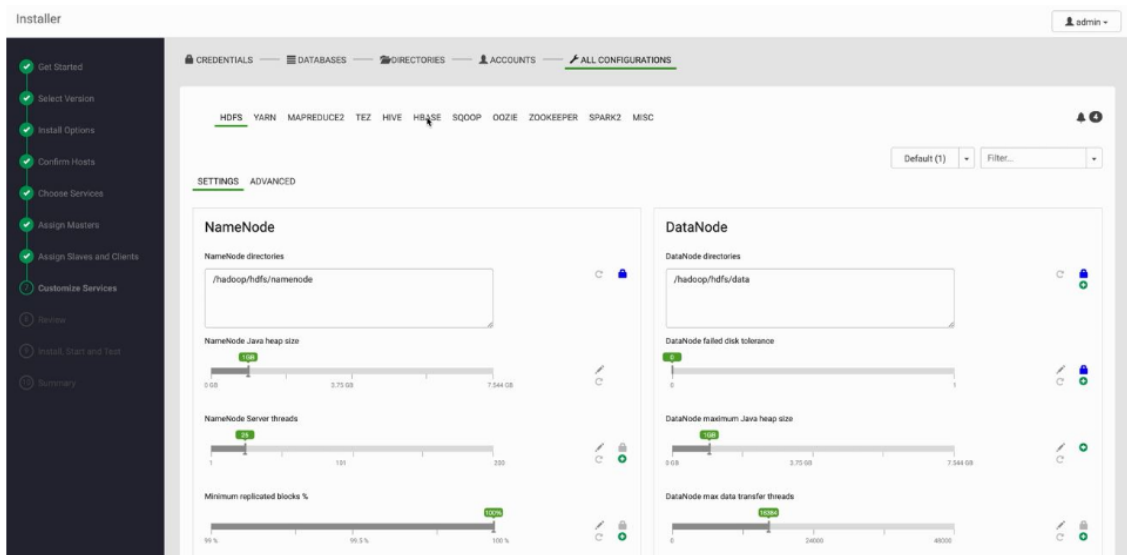 Installer
admin
Get Started
Select Version
Install Options
Confirm Hosts
Choose Services
Assign Masters
Assign Slaves and Clients
7 Customize Services
8 Review
9 Install, Start and Test
10 Summary
CREDENTIALS DATABASES DIRECTORIES ACCOUNTS ALL CONFIGURATIONS
HDFS YARN MAPREDUCE2 TEZ HIVE HBASE SQOOP OOZIE ZOOKEEPER SPARK2 MISC
4
Default (1) Filter...
SETTINGS ADVANCED
NameNode
NameNode directories
/hadoop/hdfs/namenode
NameNode Java heap size
1GB
0 GB 3.75 GB 7.544 GB
NameNode Server threads
25
1 101 200
Minimum replicated blocks %
100%
99 % 99.5 % 100 %
DataNode
DataNode directories
/hadoop/hdfs/data
DataNode failed disk tolerance
0
0 1
DataNode maximum Java heap size
1GB
0 GB 3.75 GB 7.544 GB
DataNode max data transfer threads
16384
0 24000 48000